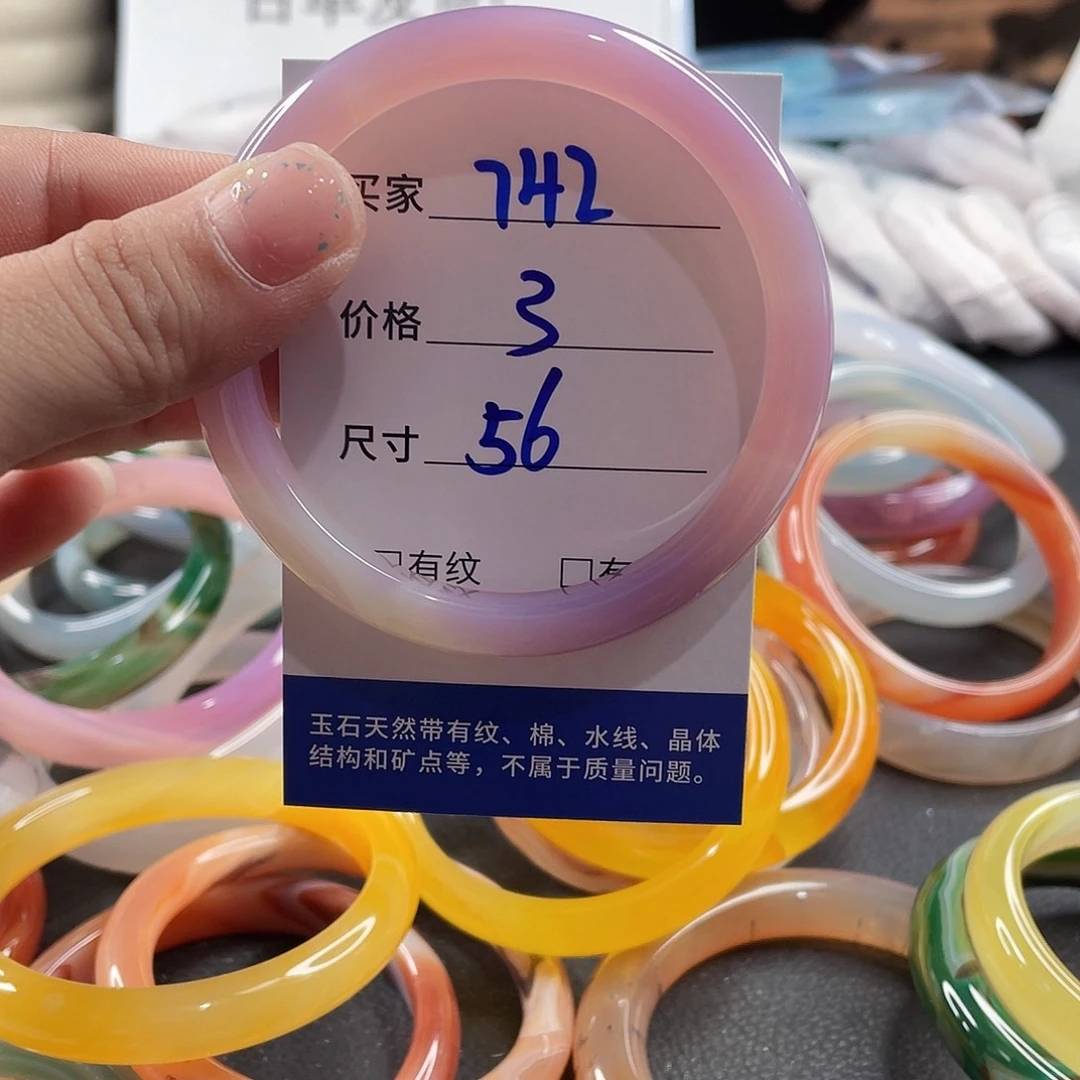 买家 742
价格 3
尺寸 56
有纹 □有
玉石天然带有纹、棉、水线、晶体
结构和矿点等，不属于质量问题。